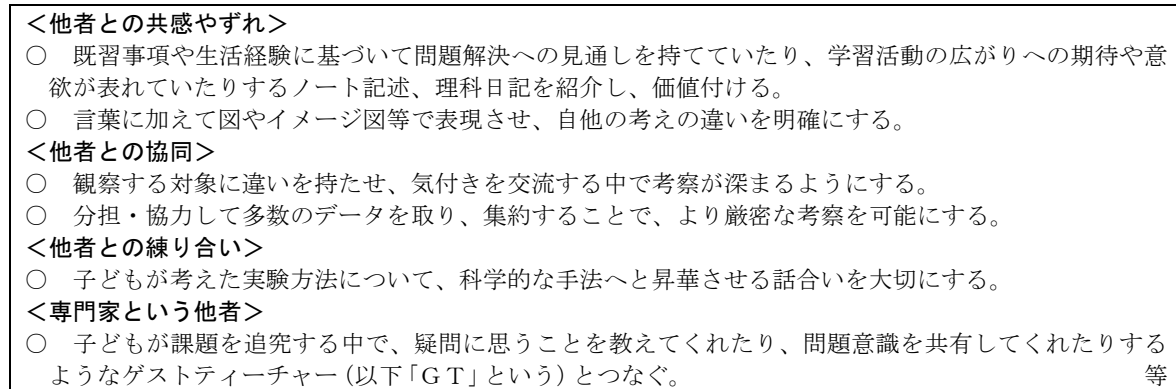 ＜他者との共感やずれ＞
○　既習事項や生活経験に基づいて問題解決への見通しを持てていたり、学習活動の広がりへの期待や意
欲が表れていたりするノート記述、理科日記を紹介し、価値付ける。
○　言葉に加えて図やイメージ図等で表現させ、自他の考えの違いを明確にする。
＜他者との協同＞
○　観察する対象に違いを持たせ、気付きを交流する中で考察が深まるようにする。
○　分担・協力して多数のデータを取り、集約することで、より厳密な考察を可能にする。
＜他者との練り合い＞
○　子どもが考えた実験方法について、科学的な手法へと昇華させる話合いを大切にする。
＜専門家という他者＞
○　子どもが課題を追究する中で、疑問に思うことを教えてくれたり、問題意識を共有してくれたりする
ようなゲストティーチャー（以下「ＧＴ」という）とつなぐ。　等